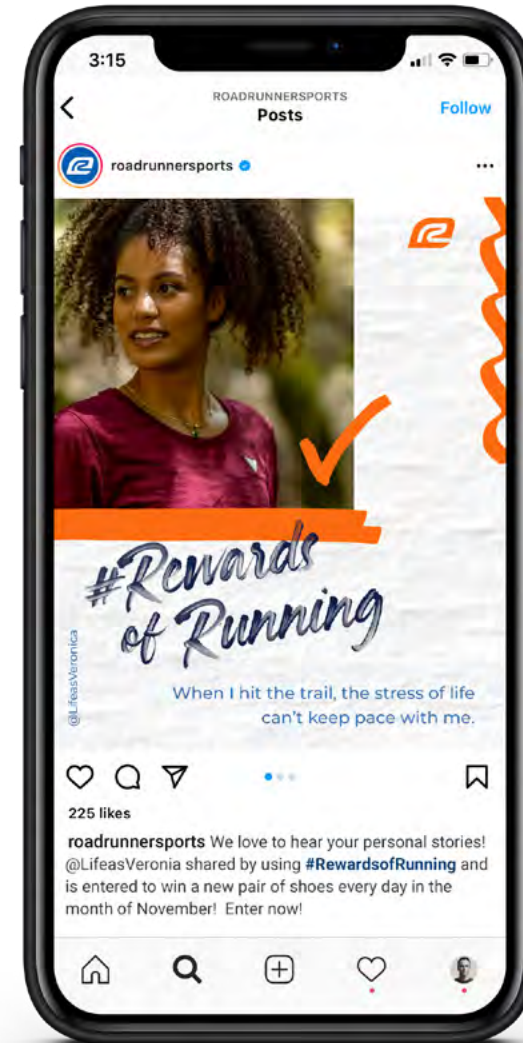 3:15
ROADRUNNERSPORTS
Posts
Follow
roadrunnersports
#Rewards
of Running
@LifeasVeronica
When I hit the trail, the stress of life
can't keep pace with me.
225 likes
roadrunnersports We love to hear your personal stories!
@LifeasVeronia shared by using #RewardsofRunning and
is entered to win a new pair of shoes every day in the
month of November! Enter now!